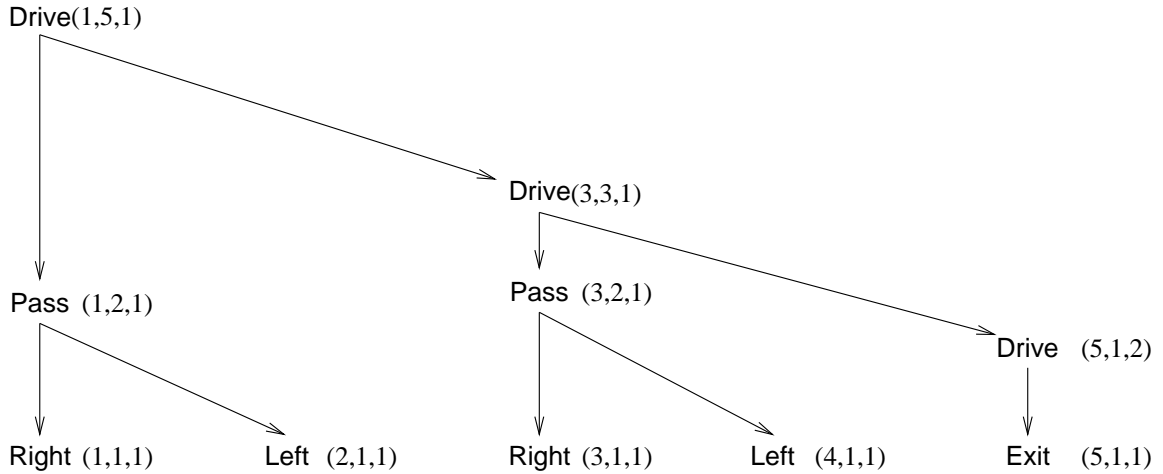 Drive(1,5,1)
Drive(3,3,1)
Pass (1,2,1)
Pass (3,2,1)
Drive (5,1,2)
Right (1,1,1) Left (2,1,1) Right (3,1,1) Left (4,1,1) Exit (5,1,1)